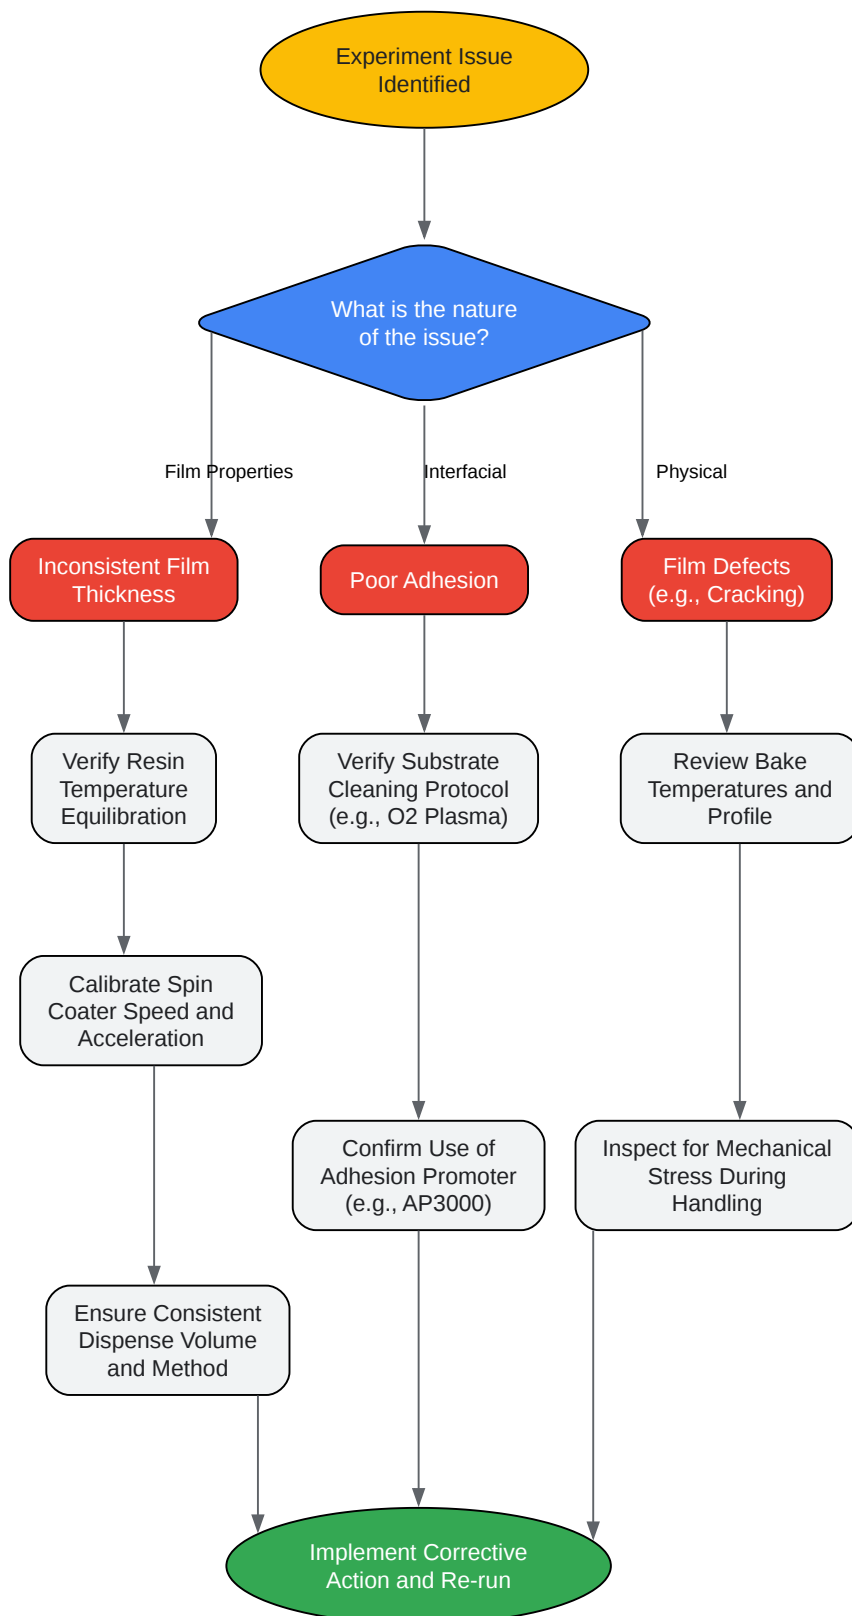 Experiment Issue
Identified
What is the nature
of the issue?
Film Properties
Interfacial
Physical
Inconsistent Film
Thickness
Poor Adhesion
Film Defects
(e.g., Cracking)
Verify Resin
Temperature
Equilibration
Verify Substrate
Cleaning Protocol
(e.g., O2 Plasma)
Review Bake
Temperatures and
Profile
Calibrate Spin
Coater Speed and
Acceleration
Confirm Use of
Adhesion Promoter
(e.g., AP3000)
Inspect for Mechanical
Stress During
Handling
Ensure Consistent
Dispense Volume
and Method
Implement Corrective
Action and Re-run